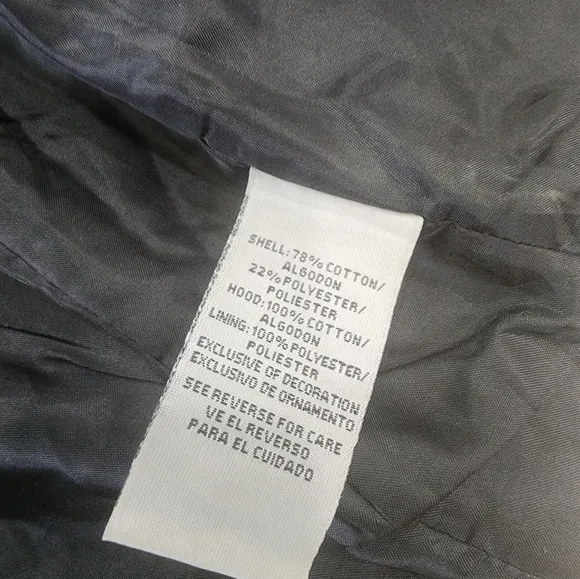 SHELL: 78% COTTON/
ALGODON
22% POLYESTER/
POLIESTER
HOOD: 100% COTTON/
ALGODON
LINING: 100% POLYESTER/
POLIESTER
EXCLUSIVE OF DECORATION
EXCLUSIVO DE ORNAMENTO
SEE REVERSE FOR CARE
VE EL REVERSO
PARA EL CUIDADO